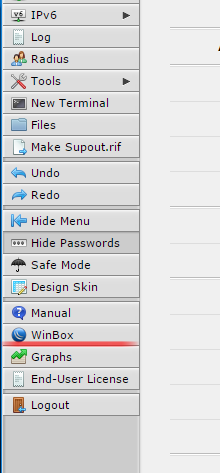 IPv6
Log
Radius
Tools
New Terminal
Files
Make Supout.rif
Undo
Redo
Hide Menu
Hide Passwords
Safe Mode
Design Skin
Manual
WinBox
Graphs
End-User License
Logout